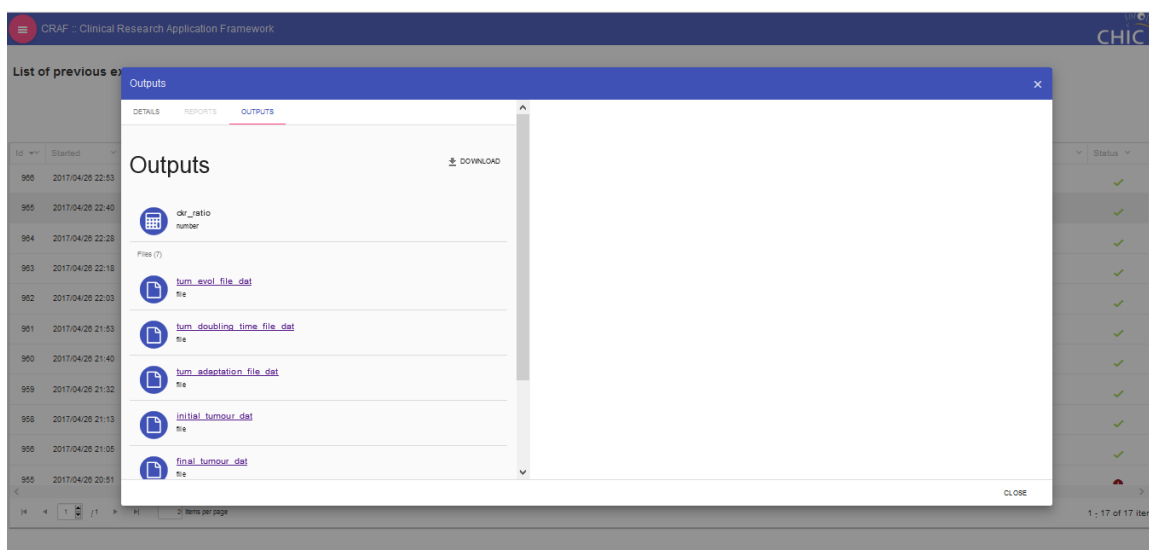 CRAF :: Clinical Research Application Framework
CHIC
List of previous ex
Outputs ×
DETAILS REPORTS OUTPUTS
Outputs DOWNLOAD
ckr_ratio
number
Files (7)
tum_evol_file_dat
file
tum_doubling_time_file_dat
file
tum_adaptation_file_dat
file
initial_tumour_dat
file
final_tumour_dat
file
CLOSE
Id Started Status
966 2017/04/26 22:53
965 2017/04/26 22:40
964 2017/04/26 22:28
963 2017/04/26 22:18
962 2017/04/26 22:03
961 2017/04/26 21:53
960 2017/04/26 21:40
959 2017/04/26 21:32
958 2017/04/26 21:13
956 2017/04/26 21:05
955 2017/04/26 20:51
1 /1 Items per page 1 - 17 of 17 iter